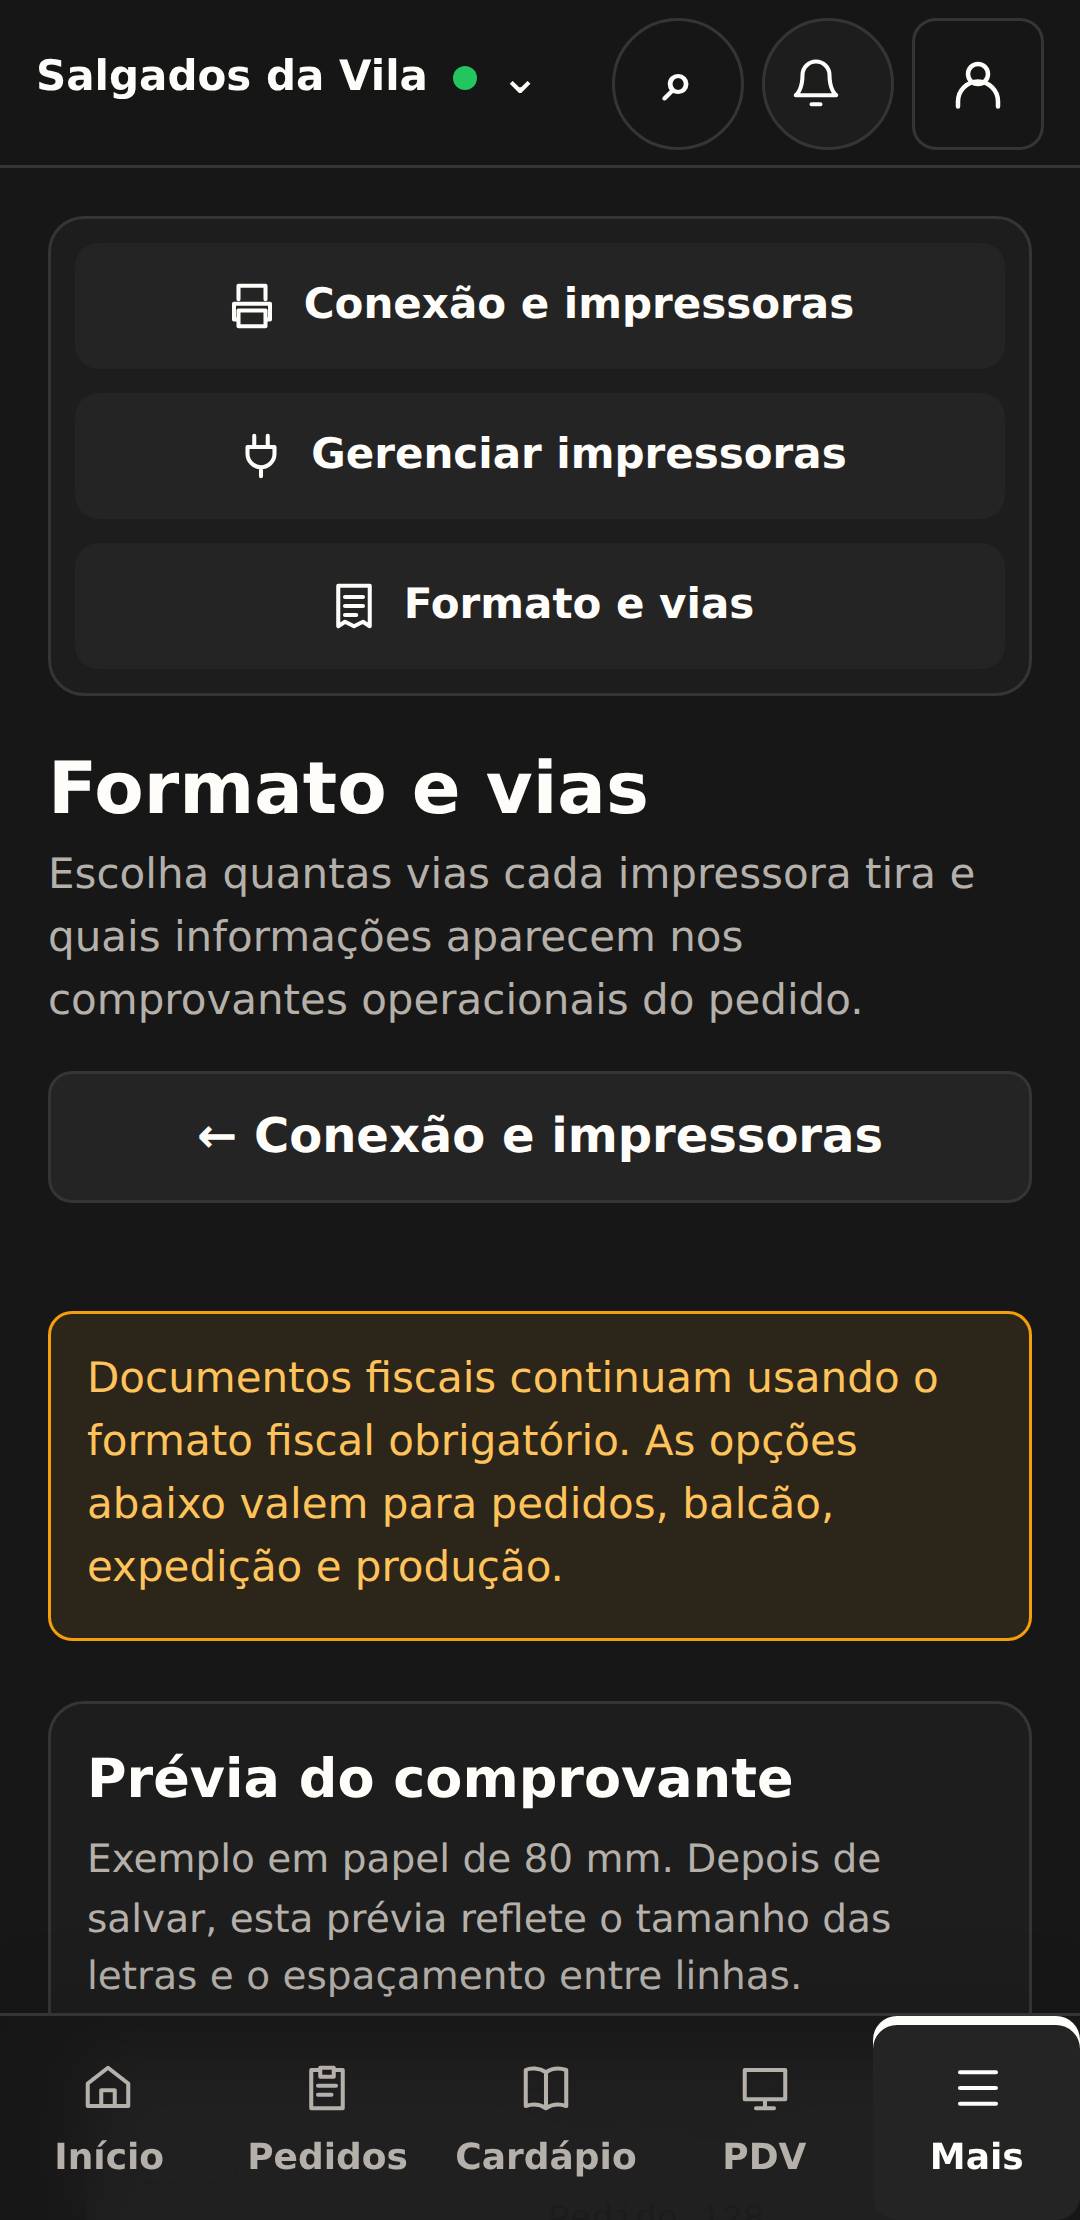 Salgados da Vila
Conexão e impressoras
Gerenciar impressoras
Formato e vias
Formato e vias
Escolha quantas vias cada impressora tira e
quais informações aparecem nos
comprovantes operacionais do pedido.
← Conexão e impressoras
Documentos fiscais continuam usando o
formato fiscal obrigatório. As opções
abaixo valem para pedidos, balcão,
expedição e produção.
Prévia do comprovante
Exemplo em papel de 80 mm. Depois de
salvar, esta prévia reflete o tamanho das
letras e o espaçamento entre linhas.
Início
Pedidos
Cardápio
PDV
Mais